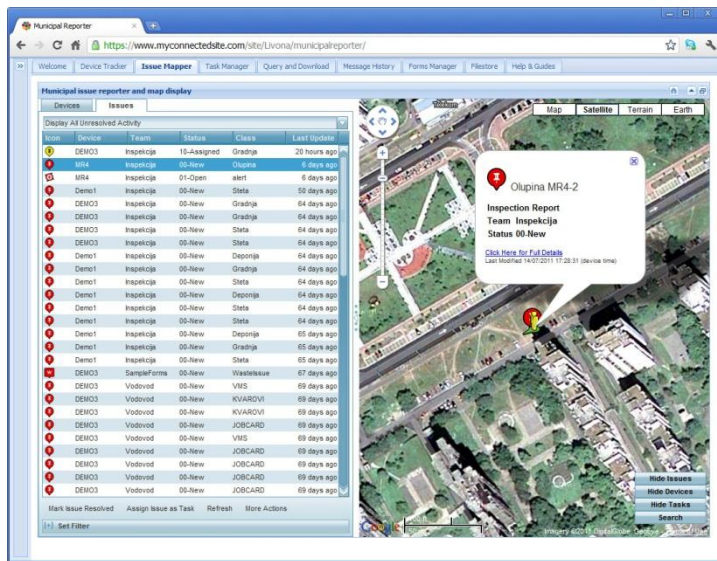 Municipal Reporter
https://www.myconnectedsite.com/site/Livona/municipalreporter/
Welcome Device Tracker Issue Mapper Task Manager Query and Download Message History Forms Manager Filestore Help & Guides
Municipal issue reporter and map display
Devices Issues
Display All Unresolved Activity
Icon Device Team Status Class Last Update
DEMO3 Inspekcija 10-Assigned Gradnja 20 hours ago
MR4 Inspekcija 00-New Olupina 6 days ago
MR4 Inspekcija 01-Open alert 6 days ago
Demo1 Inspekcija 00-New Steta 50 days ago
DEMO3 Inspekcija 00-New Gradnja 64 days ago
DEMO3 Inspekcija 00-New Gradnja 64 days ago
DEMO3 Inspekcija 00-New Steta 64 days ago
DEMO3 Inspekcija 00-New Steta 64 days ago
Demo1 Inspekcija 00-New Deponija 64 days ago
Demo1 Inspekcija 00-New Gradnja 64 days ago
Demo1 Inspekcija 00-New Steta 64 days ago
Demo1 Inspekcija 00-New Deponija 64 days ago
Demo1 Inspekcija 00-New Steta 64 days ago
Demo1 Inspekcija 00-New Steta 64 days ago
Demo1 Inspekcija 00-New Deponija 65 days ago
Demo1 Inspekcija 00-New Gradnja 65 days ago
Demo1 Inspekcija 00-New Steta 65 days ago
DEMO3 SampleForms 00-New WasteIssue 67 days ago
DEMO3 Vodovod 00-New VMS 69 days ago
DEMO3 Vodovod 00-New KVAROVI 69 days ago
DEMO3 Vodovod 00-New KVAROVI 69 days ago
DEMO3 Vodovod 00-New JOBCARD 69 days ago
DEMO3 Vodovod 00-New VMS 69 days ago
DEMO3 Vodovod 00-New JOBCARD 69 days ago
DEMO3 Vodovod 00-New JOBCARD 69 days ago
DEMO3 Vodovod 00-New JOBCARD 69 days ago
DEMO3 Vodovod 00-New JOBCARD 69 days ago
Mark Issue Resolved Assign Issue as Task Refresh More Actions
[+] Set Filter
Map Satellite Terrain Earth
Olupina MR4-2
Inspection Report
Team Inspekcija
Status 00-New
Click Here for Full Details
Last Modified 14/07/2011 17:29:31 (device time)
Hide Issues
Hide Devices
Hide Tasks
Search
Google
Imagery ©2011 DigitalGlobe, GeoEye